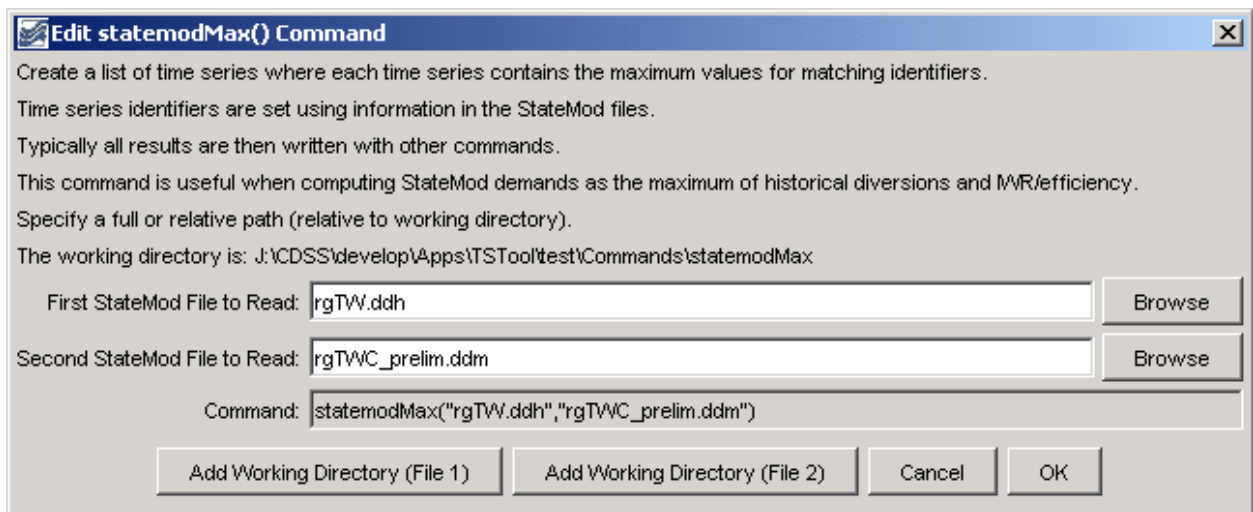 Edit statemodMax() Command
Create a list of time series where each time series contains the maximum values for matching identifiers.
Time series identifiers are set using information in the StateMod files.
Typically all results are then written with other commands.
This command is useful when computing StateMod demands as the maximum of historical diversions and IWR/efficiency.
Specify a full or relative path (relative to working directory).
The working directory is: J:\CDSS\develop\Apps\TSTool\test\Commands\statemodMax
First StateMod File to Read: rgTW.ddh Browse
Second StateMod File to Read: rgTWC_prelim.ddm Browse
Command: statemodMax("rgTW.ddh","rgTWC_prelim.ddm")
Add Working Directory (File 1) Add Working Directory (File 2) Cancel OK